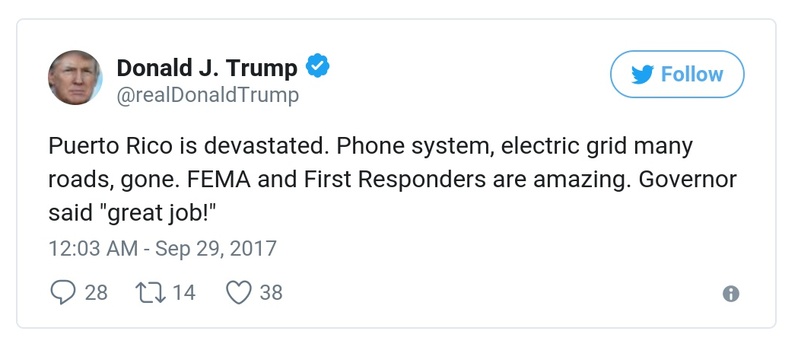 Donald J. Trump
Follow
@realDonaldTrump
Puerto Rico is devastated. Phone system, electric grid many
roads, gone. FEMA and First Responders are amazing. Governor
said "great job!"
12:03 AM - Sep 29, 2017
28 14 38